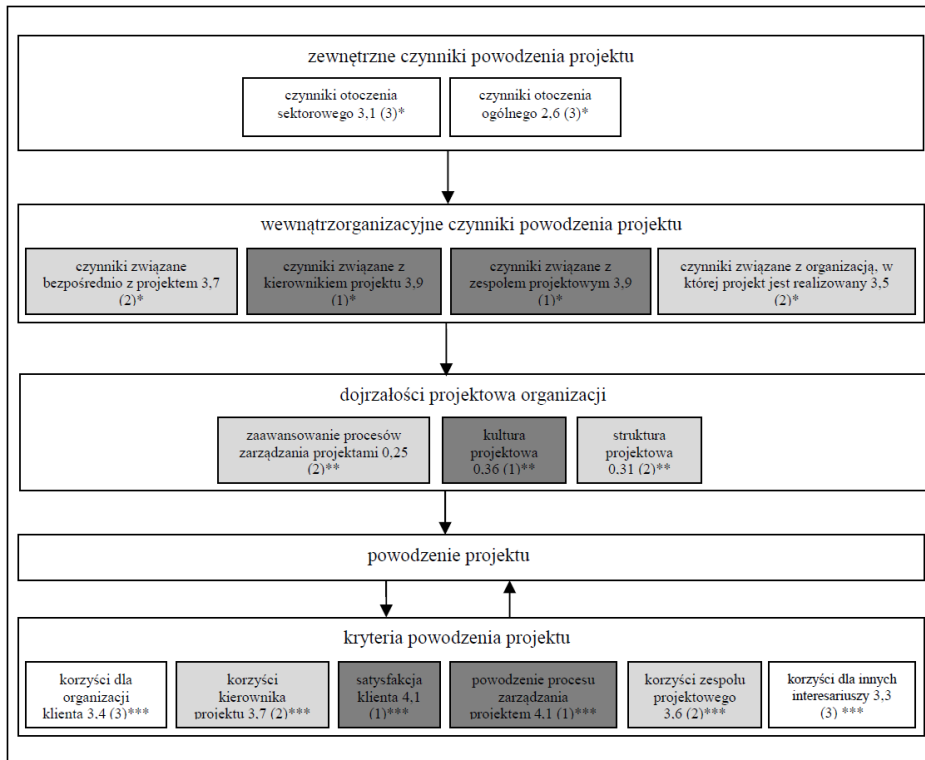 zewnętrzne czynniki powodzenia projektu
czynniki otoczenia
sektorowego 3,1 (3)*
czynniki otoczenia
ogólnego 2,6 (3)*
wewnątrzorganizacyjne czynniki powodzenia projektu
czynniki związane
bezpośrednio z projektem 3,7
(2)*
czynniki związane z
kierownikiem projektu 3,9
(1)*
czynniki związane z
zespołem projektowym 3,9
(1)*
czynniki związane z organizacją, w
której projekt jest realizowany 3,5
(2)*
dojrzałości projektowa organizacji
zaawansowanie procesów
zarządzania projektami 0,25
(2)**
kultura
projektowa
0,36 (1)**
struktura
projektowa
0,31 (2)**
powodzenie projektu
kryteria powodzenia projektu
korzyści dla
organizacji
klienta 3,4 (3)***
korzyści
kierownika
projektu 3,7 (2)***
satysfakcja
klienta 4,1
(1)***
powodzenie procesu
zarządzania
projektem 4,1 (1)***
korzyści zespołu
projektowego
3,6 (2)***
korzyści dla innych
interesariuszy 3,3
(3) ***